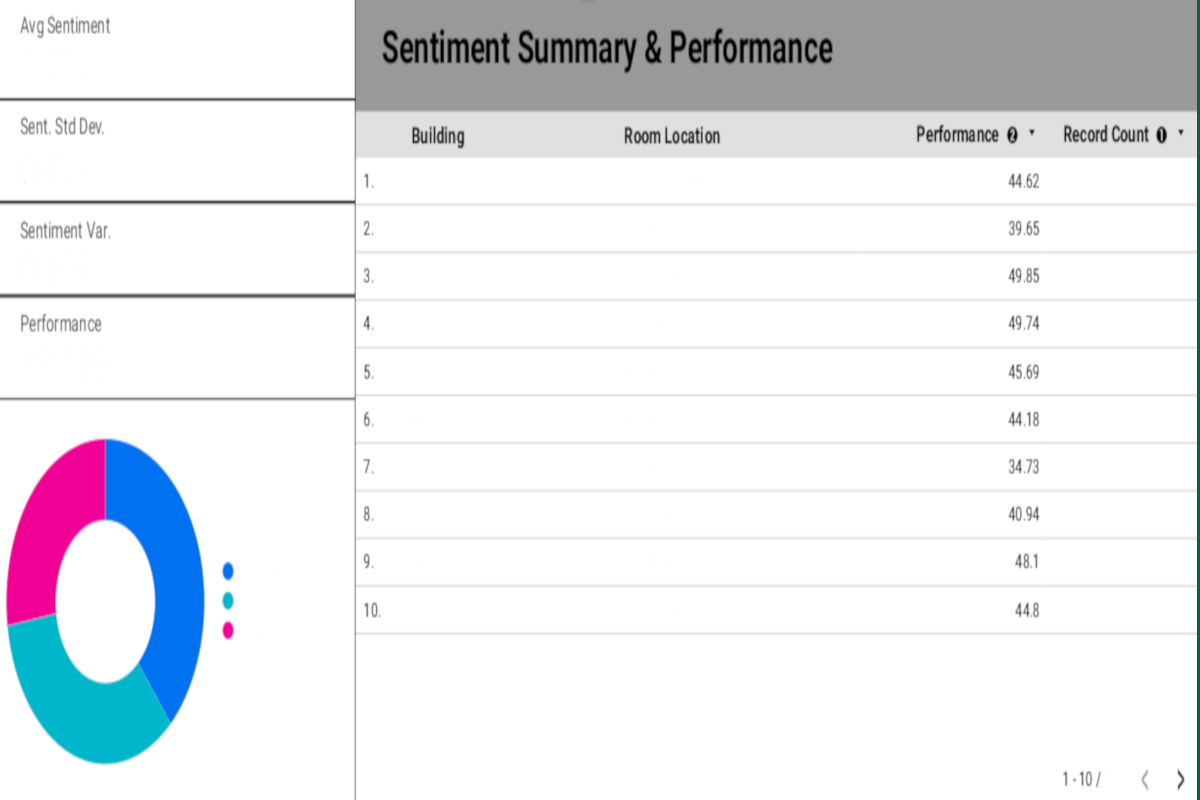 Avg Sentiment
Sent. Std Dev.
Sentiment Var.
Performance
Sentiment Summary & Performance
Building Room Location Performance 2 Record Count 1
1. 44.62
2. 39.65
3. 49.85
4. 49.74
5. 45.69
6. 44.18
7. 34.73
8. 40.94
9. 48.1
10. 44.8
1 - 10 /